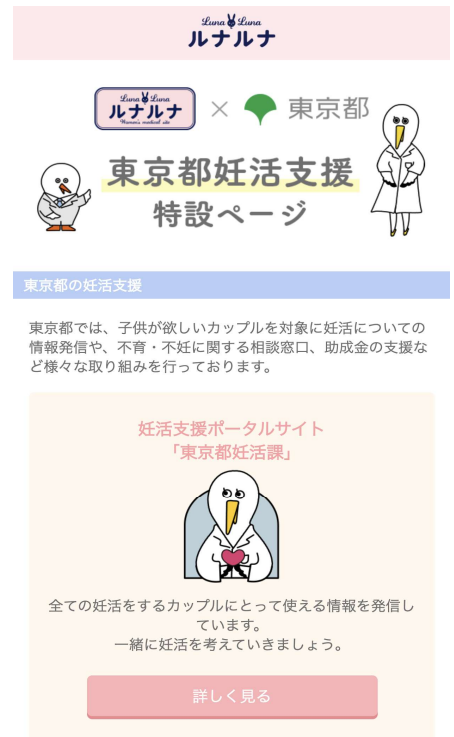 Luna Luna
ルナルナ
Luna Luna
ルナルナ
Women's medical site
×
東京都
東京都妊活支援
特設ページ
東京都の妊活支援
東京都では、子供が欲しいカップルを対象に妊活についての
情報発信や、不育・不妊に関する相談窓口、助成金の支援な
ど様々な取り組みを行っております。
妊活支援ポータルサイト
「東京都妊活課」
全ての妊活をするカップルにとって使える情報を発信し
ています。
一緒に妊活を考えていきましょう。
詳しく見る